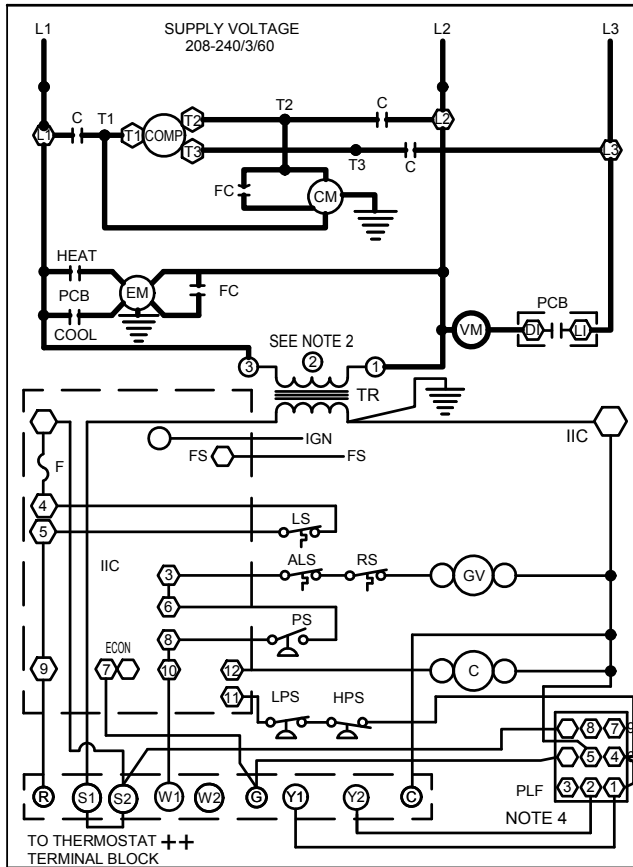 L1 SUPPLY VOLTAGE L2 L3
208-240/3/60
C T1 T2 T2 C
L1 T1 COMP L2
T3 T3 C L3
FC CM
HEAT
PCB EM FC PCB
COOL VM DI LI
SEE NOTE 2
3 2 1
TR
IGN IIC
F FS FS
4 LS
5
IIC 3 ALS RS GV
6 PS
ECON 8
9 7 10 12 C
11 LPS HPS
8 7 9
5 4
PLF 3 2 1
R S1 S2 W1 W2 G Y1 Y2 C
NOTE 4
TO THERMOSTAT ++
TERMINAL BLOCK